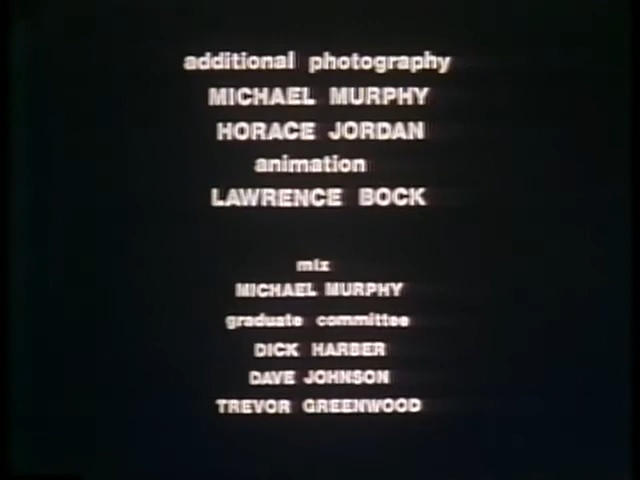 additional photography
MICHAEL MURPHY
HORACE JORDAN
animation
LAWRENCE BOCK
mix
MICHAEL MURPHY
graduate committee
DICK HARBER
DAVE JOHNSON
TREVOR GREENWOOD